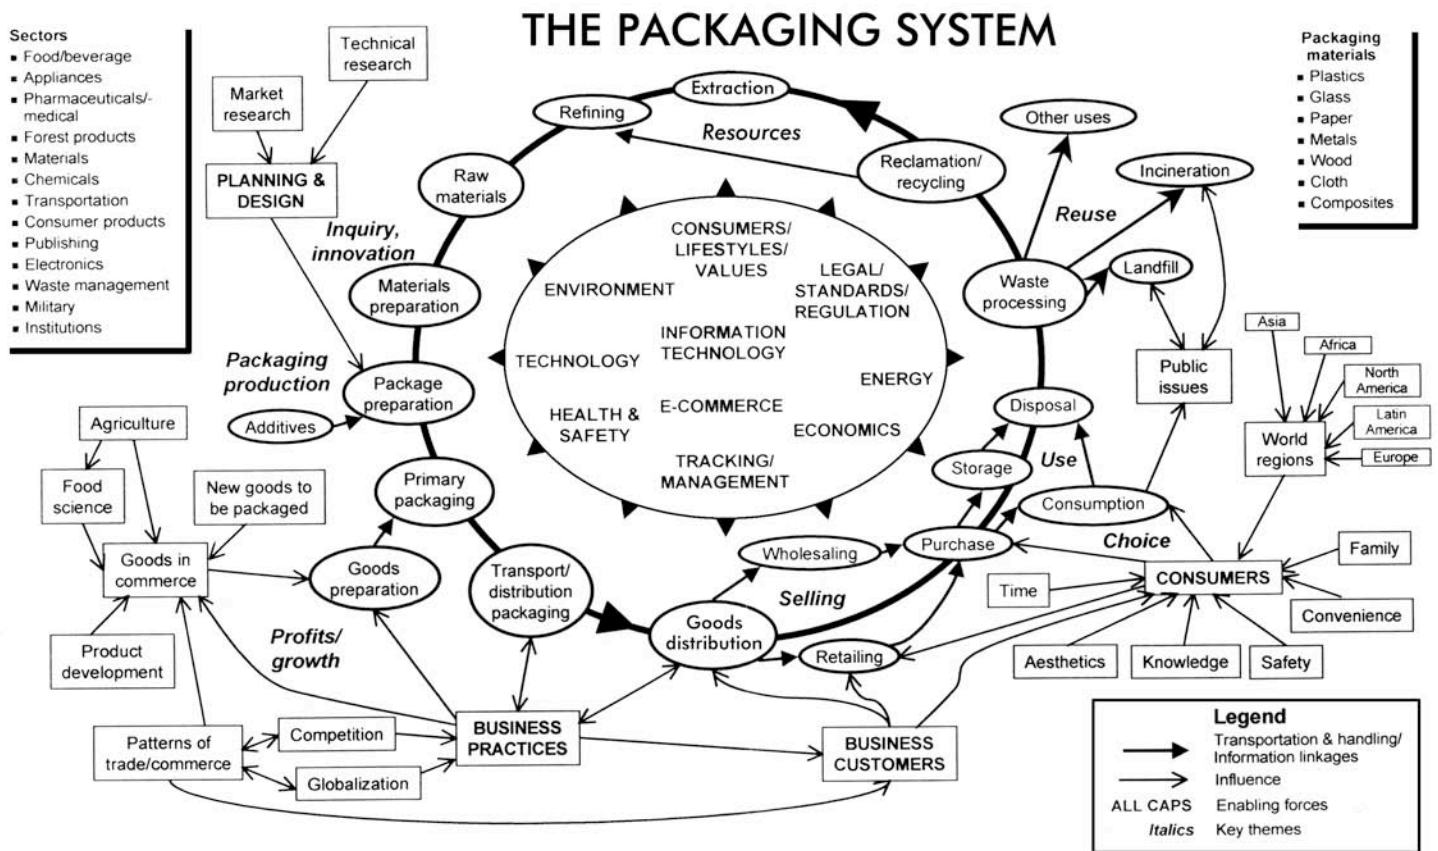 THE PACKAGING SYSTEM
Sectors
▪ Food/beverage
▪ Appliances
▪ Pharmaceuticals/-
medical
▪ Forest products
▪ Materials
▪ Chemicals
▪ Transportation
▪ Consumer products
▪ Publishing
▪ Electronics
▪ Waste management
▪ Military
▪ Institutions
Technical
research
Market
research
PLANNING &
DESIGN
Packaging
materials
▪ Plastics
▪ Glass
▪ Paper
▪ Metals
▪ Wood
▪ Cloth
▪ Composites
Extraction
Refining
Resources
Reclamation/
recycling
Raw
materials
Inquiry,
innovation
Materials
preparation
Packaging
production
Package
preparation
Additives
Primary
packaging
Goods
preparation
Transport/
distribution
packaging
Other uses
Incineration
Reuse
Landfill
Waste
processing
Public
issues
CONSUMERS/
LIFESTYLES/
VALUES
ENVIRONMENT
LEGAL/
STANDARDS/
REGULATION
INFORMATION
TECHNOLOGY
TECHNOLOGY
ENERGY
E-COMMERCE
HEALTH &
SAFETY
ECONOMICS
TRACKING/
MANAGEMENT
Disposal
Storage
Use
Consumption
Purchase
Choice
Wholesaling
Selling
Goods
distribution
Retailing
Asia
Africa
North
America
Latin
America
Europe
World
regions
Agriculture
Food
science
New goods to
be packaged
Goods in
commerce
Product
development
Profits/
growth
Patterns of
trade/commerce
Competition
Globalization
BUSINESS
PRACTICES
BUSINESS
CUSTOMERS
CONSUMERS
Time
Family
Convenience
Aesthetics
Knowledge
Safety
Legend
Transportation & handling/
Information linkages
Influence
ALL CAPS Enabling forces
Italics Key themes